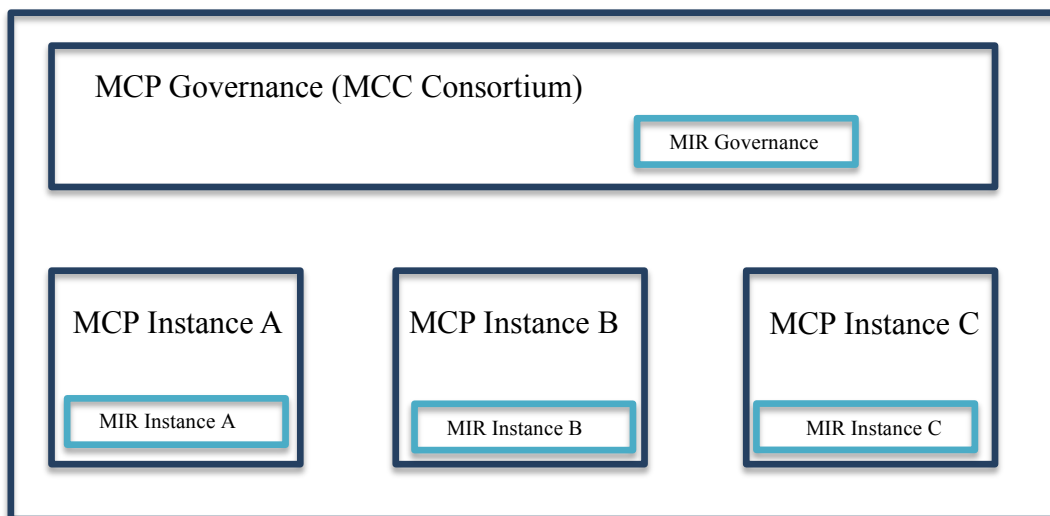 MCP Governance (MCC Consortium)
MIR Governance
MCP Instance A
MCP Instance B
MCP Instance C
MIR Instance A
MIR Instance B
MIR Instance C